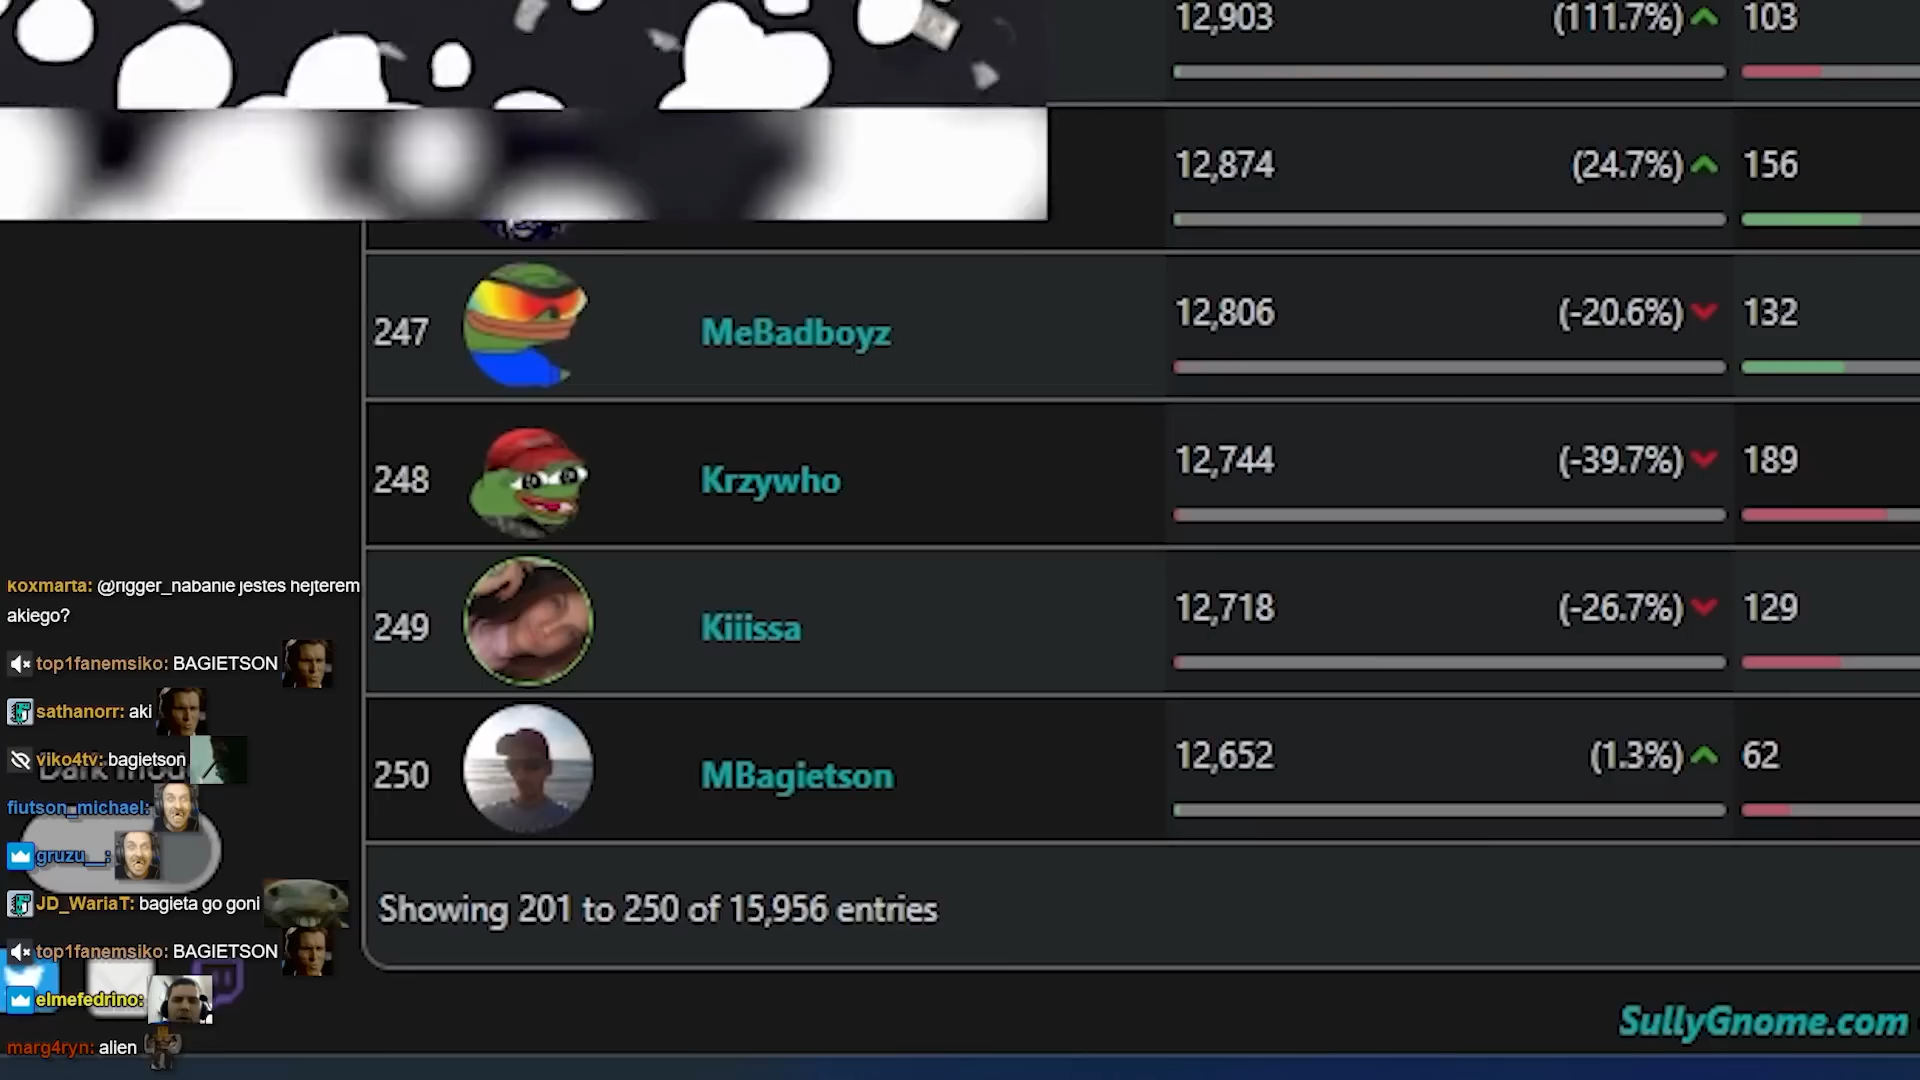 12,903 (111.7%) 103
12,874 (24.7%) 156
247 MeBadboyz 12,806 (-20.6%) 132
248 Krzywho 12,744 (-39.7%) 189
249 Kiiissa 12,718 (-26.7%) 129
250 MBagietson 12,652 (1.3%) 62
Showing 201 to 250 of 15,956 entries
SullyGnome.com
koxmarta: @rigger_nabanie jestes hejterem
akiego?
top1fanemsiko: BAGIETSON
sathanorr: aki
viko4tv: bagietson
Dark mod
fiutson_michael:
gruzu__:
JD_WariaT: bagieta go goni
top1fanemsiko: BAGIETSON
elmefedrino:
marg4ryn: alien